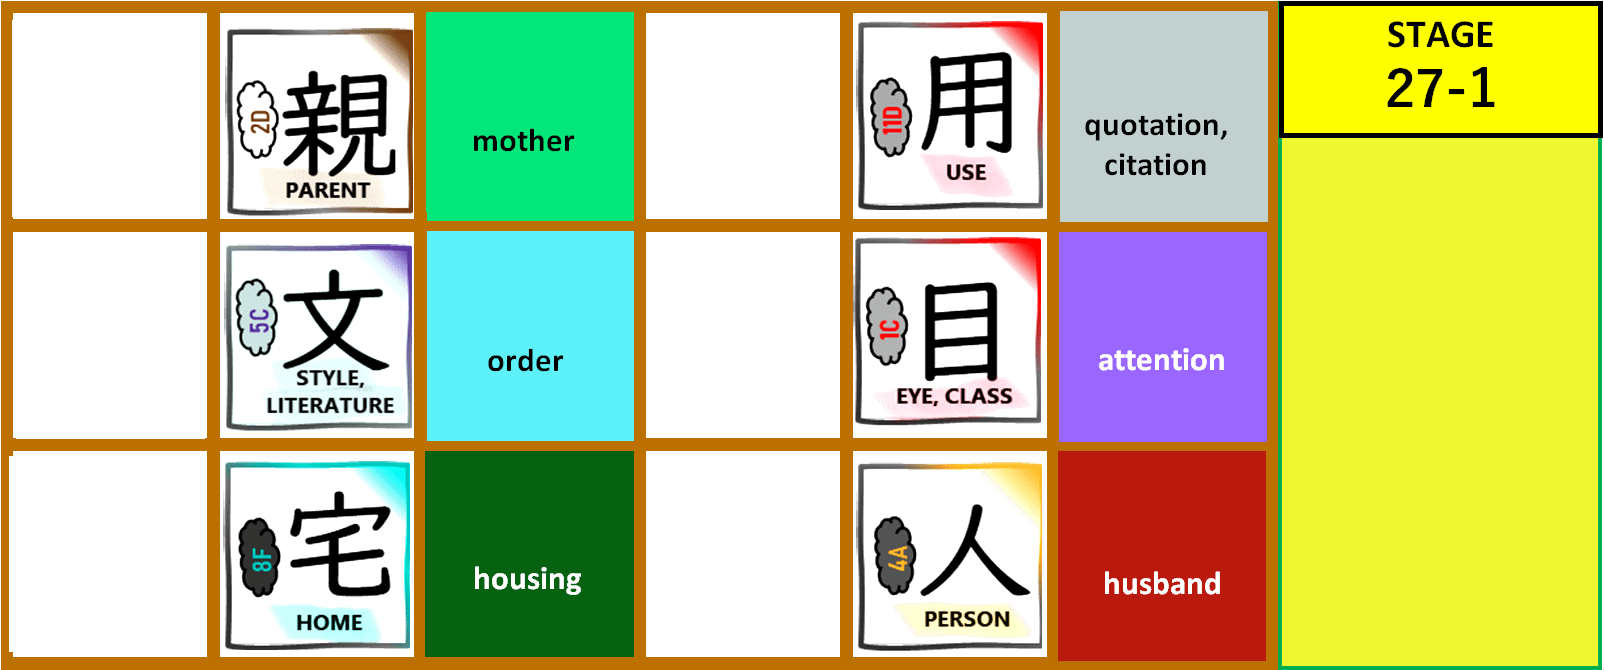 2D
親
PARENT
mother
11D
用
USE
quotation,
citation
STAGE
27-1
5C
文
STYLE,
LITERATURE
order
1C
目
EYE, CLASS
attention
8F
宅
HOME
housing
4A
人
PERSON
husband